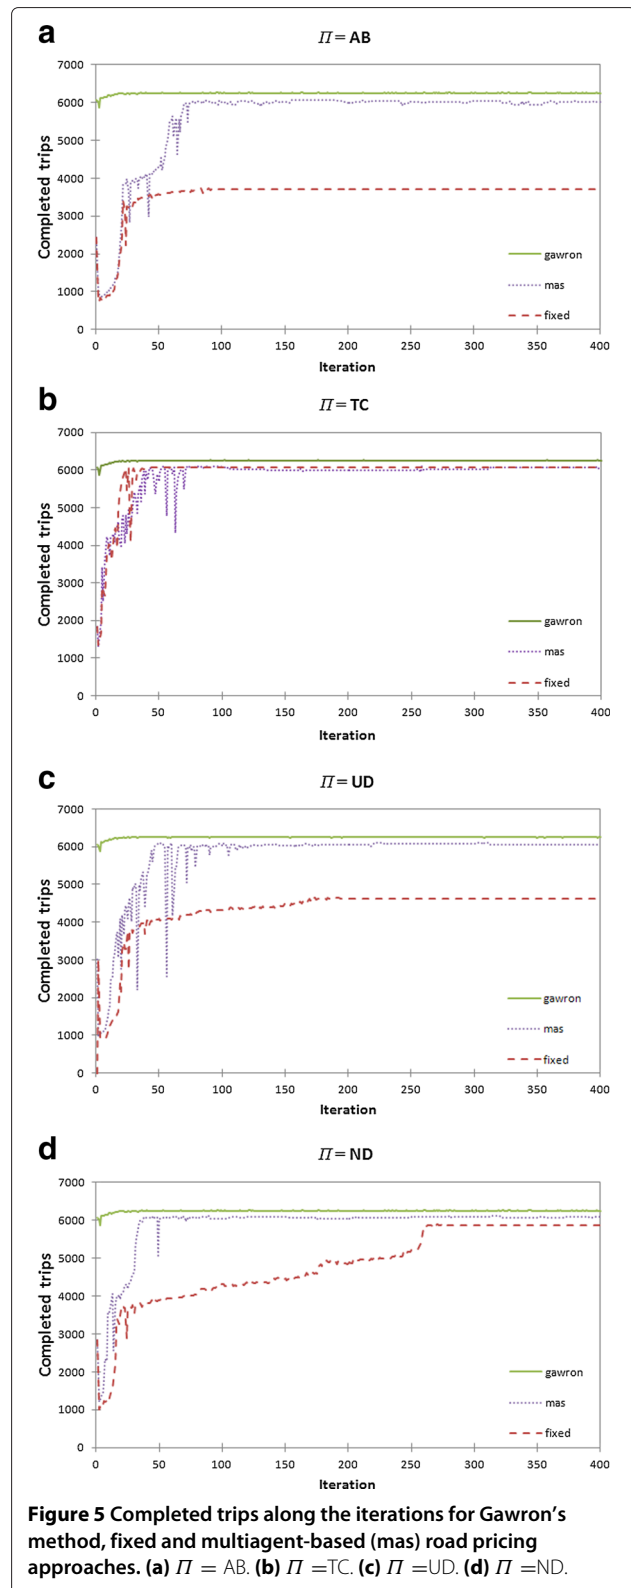 a
Π = AB
7000
6000
5000
4000
3000
2000
1000
0
Completed trips
gawron
mas
fixed
0 50 100 150 200 250 300 350 400
Iteration
b
Π = TC
7000
6000
5000
4000
3000
2000
1000
0
Completed trips
gawron
mas
fixed
0 50 100 150 200 250 300 350 400
Iteration
c
Π = UD
7000
6000
5000
4000
3000
2000
1000
0
Completed trips
gawron
mas
fixed
0 50 100 150 200 250 300 350 400
Iteration
d
Π = ND
7000
6000
5000
4000
3000
2000
1000
0
Completed trips
gawron
mas
fixed
0 50 100 150 200 250 300 350 400
Iteration
Figure 5 Completed trips along the iterations for Gawron's
method, fixed and multiagent-based (mas) road pricing
approaches. (a) Π = AB. (b) Π =TC. (c) Π =UD. (d) Π =ND.